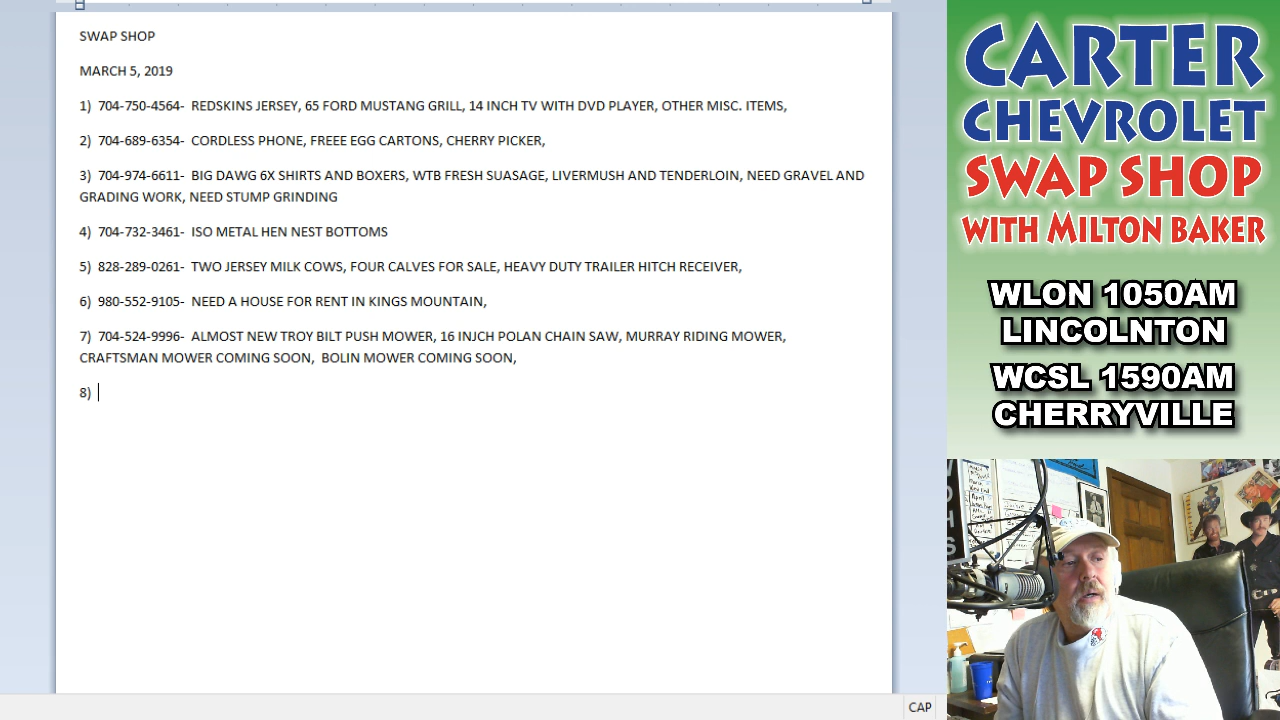 SWAP SHOP
MARCH 5, 2019
1) 704-750-4564- REDSKINS JERSEY, 65 FORD MUSTANG GRILL, 14 INCH TV WITH DVD PLAYER, OTHER MISC. ITEMS,
2) 704-689-6354- CORDLESS PHONE, FREEE EGG CARTONS, CHERRY PICKER,
3) 704-974-6611- BIG DAWG 6X SHIRTS AND BOXERS, WTB FRESH SUASAGE, LIVERMUSH AND TENDERLOIN, NEED GRAVEL AND
GRADING WORK, NEED STUMP GRINDING
4) 704-732-3461- ISO METAL HEN NEST BOTTOMS
5) 828-289-0261- TWO JERSEY MILK COWS, FOUR CALVES FOR SALE, HEAVY DUTY TRAILER HITCH RECEIVER,
6) 980-552-9105- NEED A HOUSE FOR RENT IN KINGS MOUNTAIN,
7) 704-524-9996- ALMOST NEW TROY BILT PUSH MOWER, 16 INJCH POLAN CHAIN SAW, MURRAY RIDING MOWER,
CRAFTSMAN MOWER COMING SOON, BOLIN MOWER COMING SOON,
8)
CAP
CARTER
CHEVROLET
SWAP SHOP
WITH MILTON BAKER
WLON 1050AM
LINCOLNTON
WCSL 1590AM
CHERRYVILLE